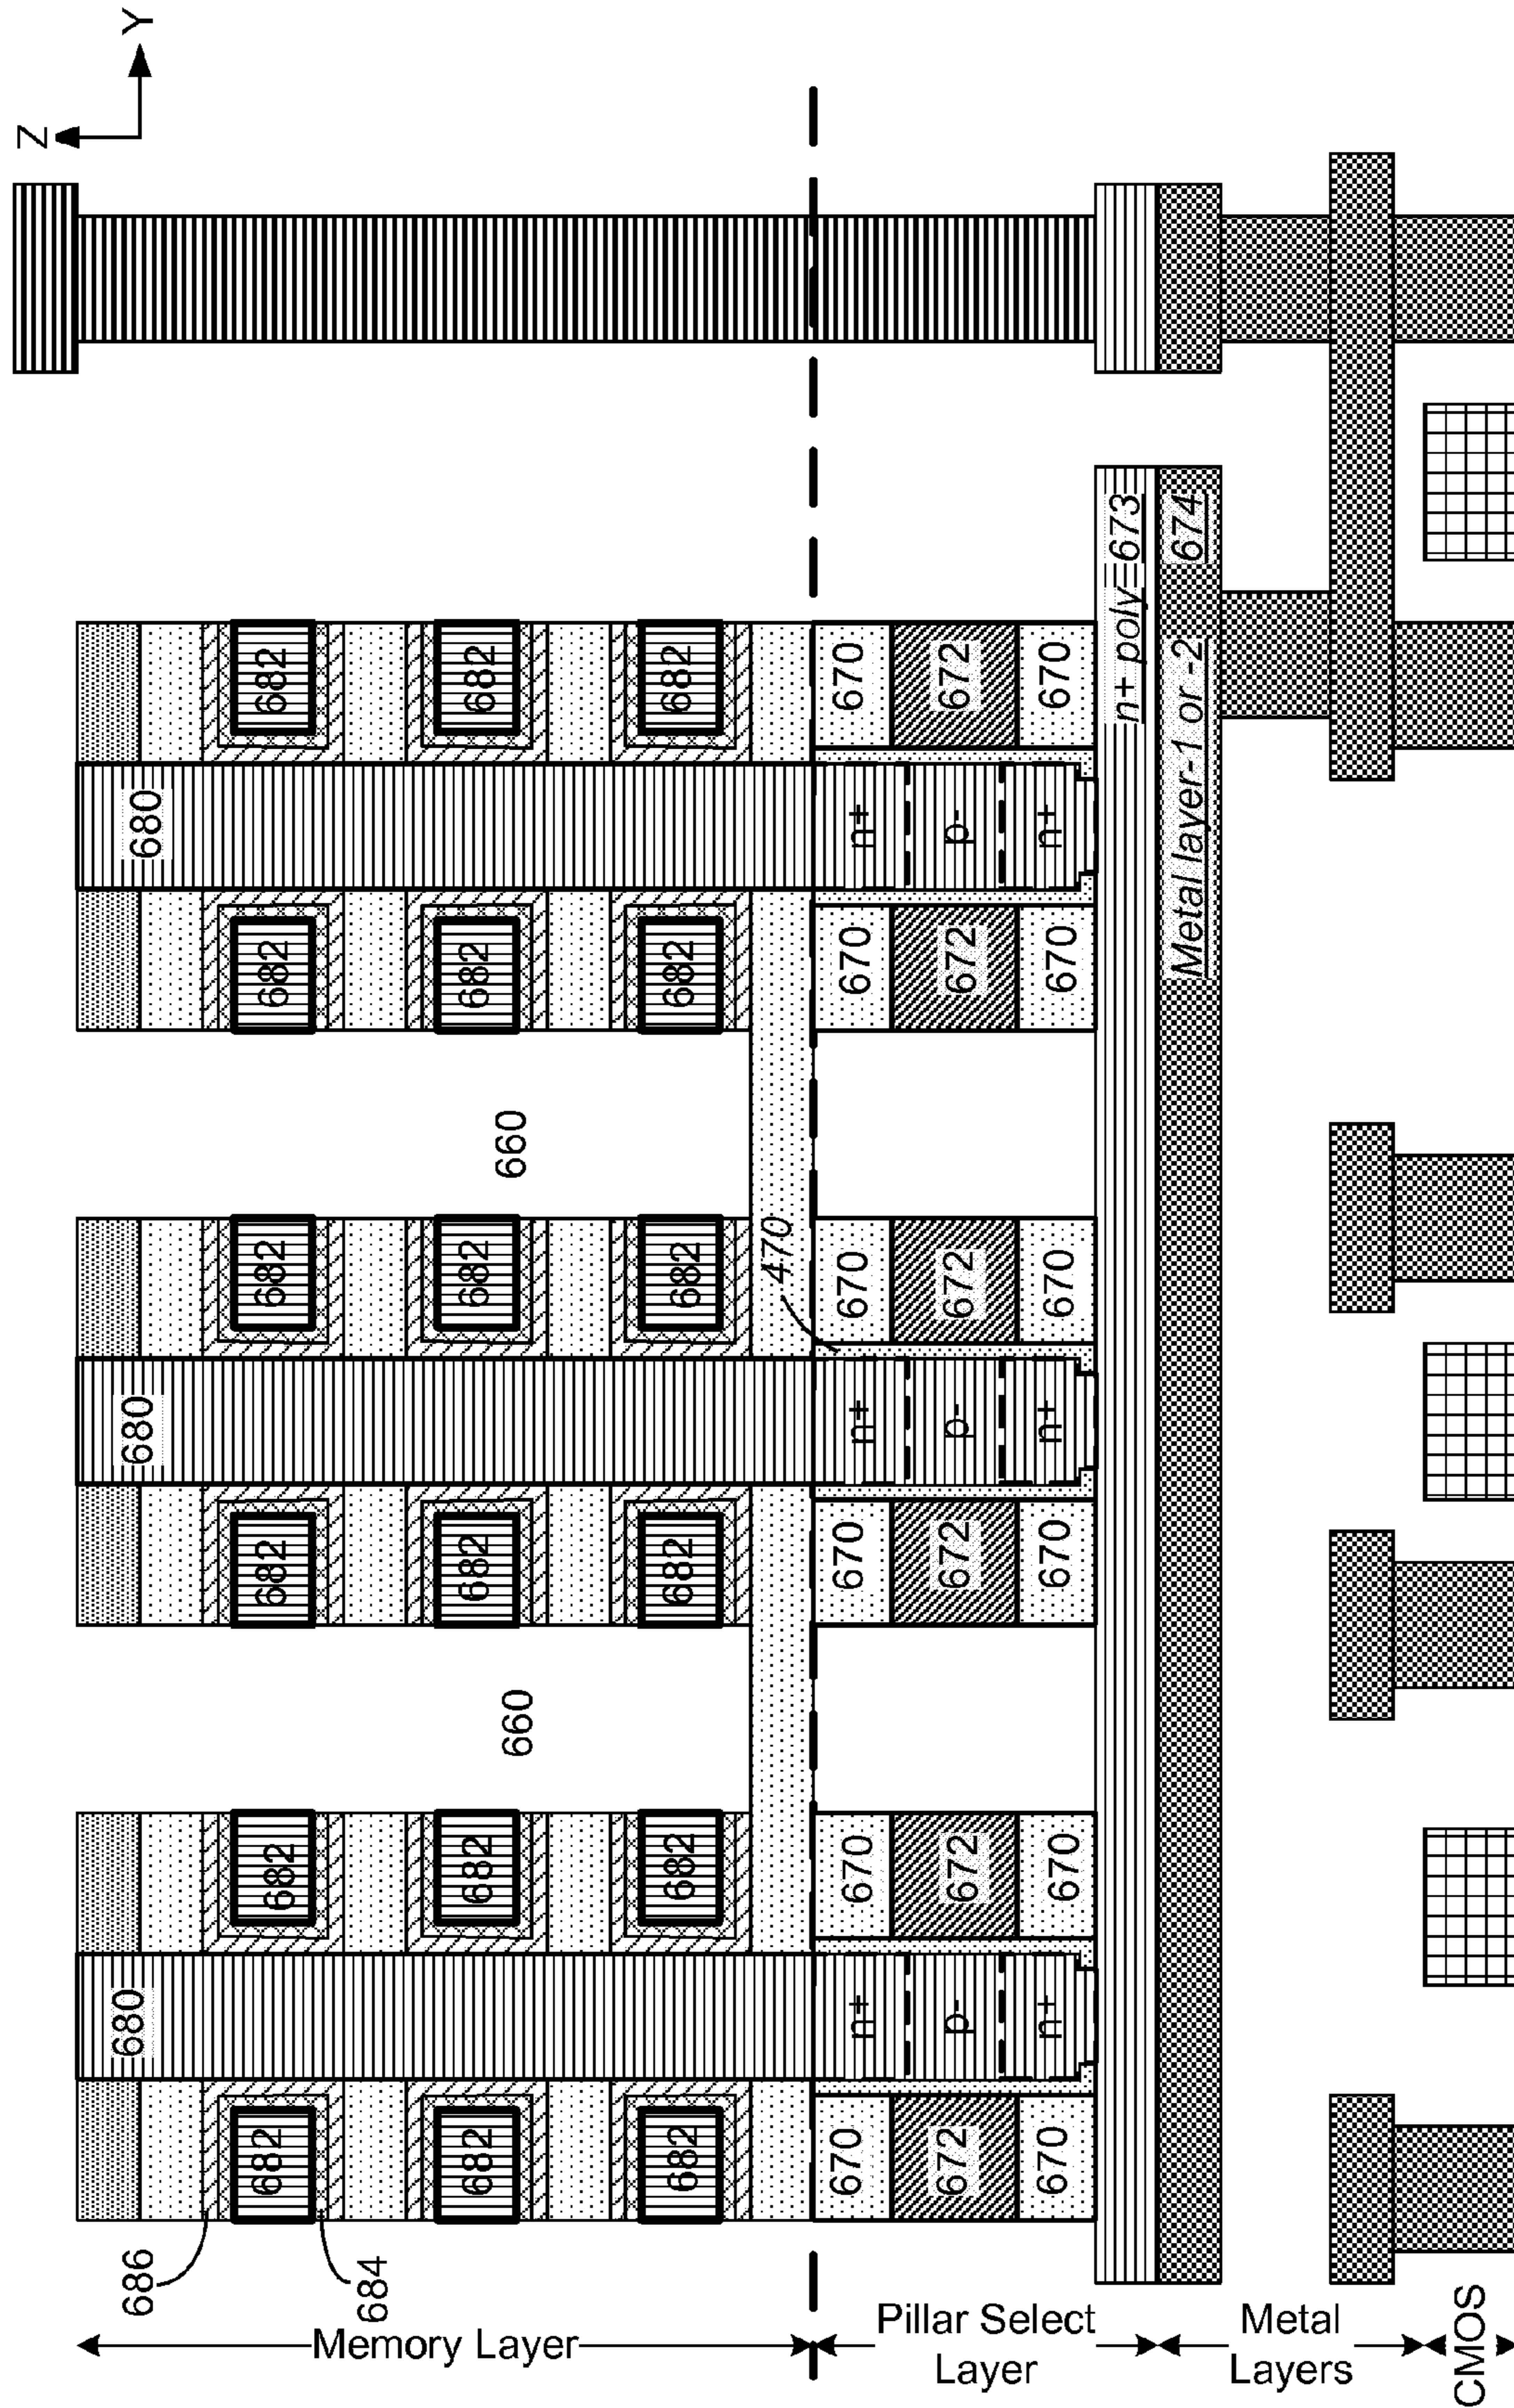 Z
Y
686
680
680
680
682
682
682
682
682
682
684
682
682
682
682
682
682
660
660
682
682
682
682
682
682
470
670
n+
670
670
n+
670
670
n+
670
672
p-
672
672
p-
672
672
p-
672
670
n+
670
670
n+
670
670
n+
670
n+ poly 673
Metal layer-1 or -2 674
Memory Layer
Pillar Select
Layer
Metal
Layers
CMOS